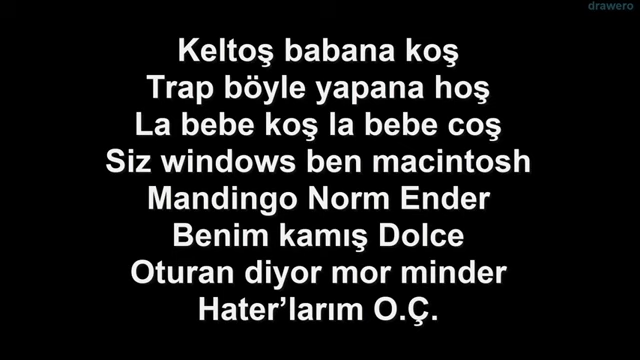 drawero
Keltoş babana koş
Trap böyle yapana hoş
La bebe koş la bebe coş
Siz windows ben macintosh
Mandingo Norm Ender
Benim kamış Dolce
Oturan diyor mor minder
Hater’larım O.Ç.